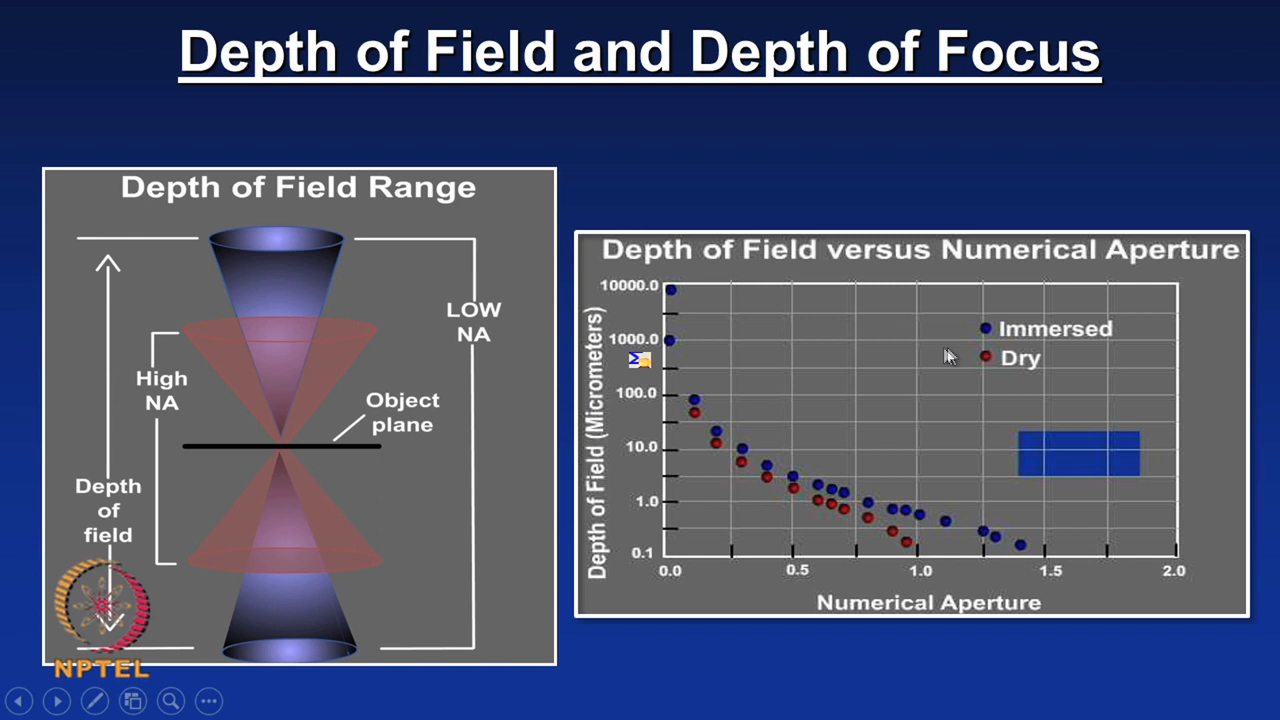 Depth of Field and Depth of Focus
Depth of Field Range
LOW
NA
High
NA
Object
plane
Depth
of
field
NPTEL
Depth of Field versus Numerical Aperture
Depth of Field (Micrometers)
10000.0
1000.0
100.0
10.0
1.0
0.1
Immersed
Dry
Σ
0.0 0.5 1.0 1.5 2.0
Numerical Aperture